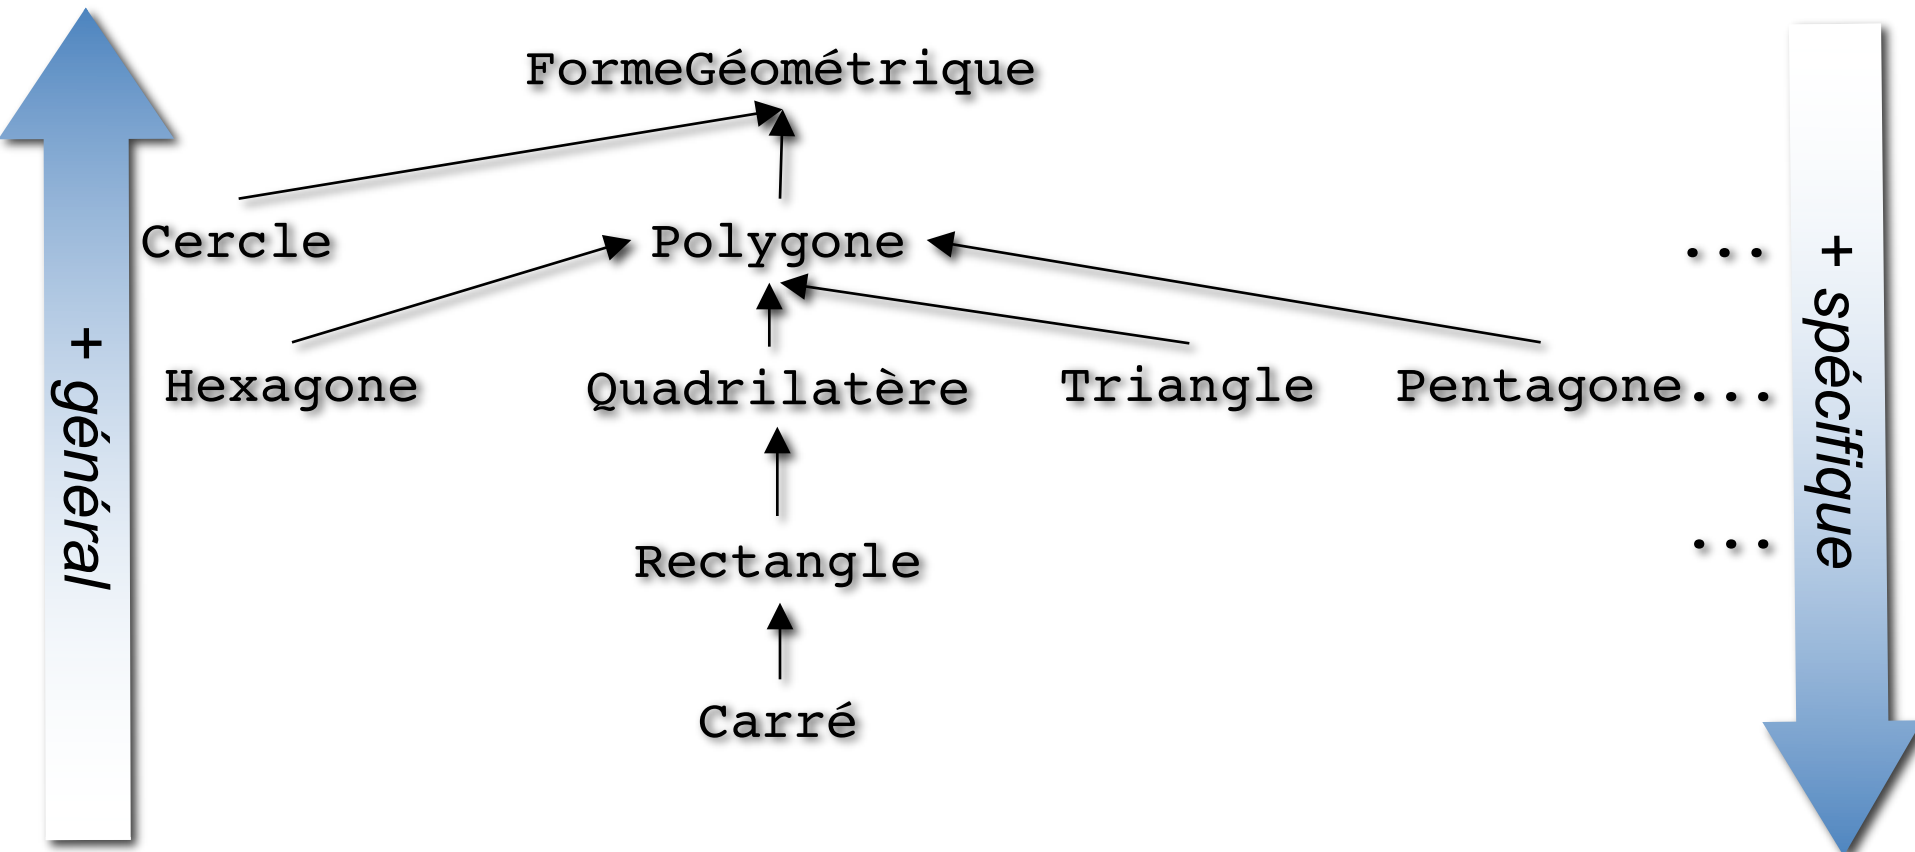 FormeGéométrique
Cercle
Polygone
...
Hexagone
Quadrilatère
Triangle
Pentagone...
Rectangle
...
Carré
+ général
+ spécifique